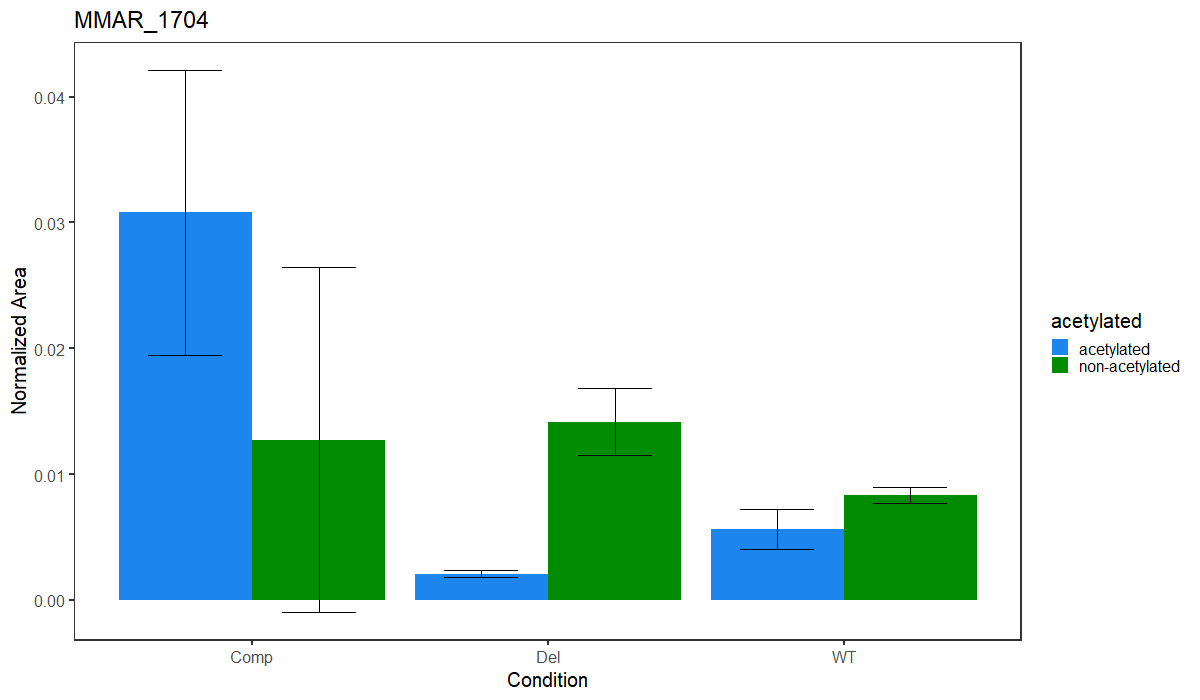 MMAR_1704
Normalized Area
0.04
0.03
0.02
0.01
0.00
Comp
Del
WT
Condition
acetylated
acetylated
non-acetylated